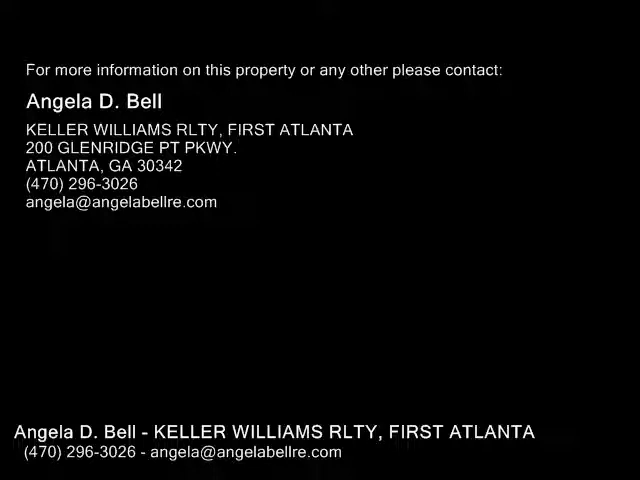 For more information on this property or any other please contact:
Angela D. Bell
KELLER WILLIAMS RLTY, FIRST ATLANTA
200 GLENRIDGE PT PKWY.
ATLANTA, GA 30342
(470) 296-3026
angela@angelabellre.com
Angela D. Bell - KELLER WILLIAMS RLTY, FIRST ATLANTA
(470) 296-3026 - angela@angelabellre.com